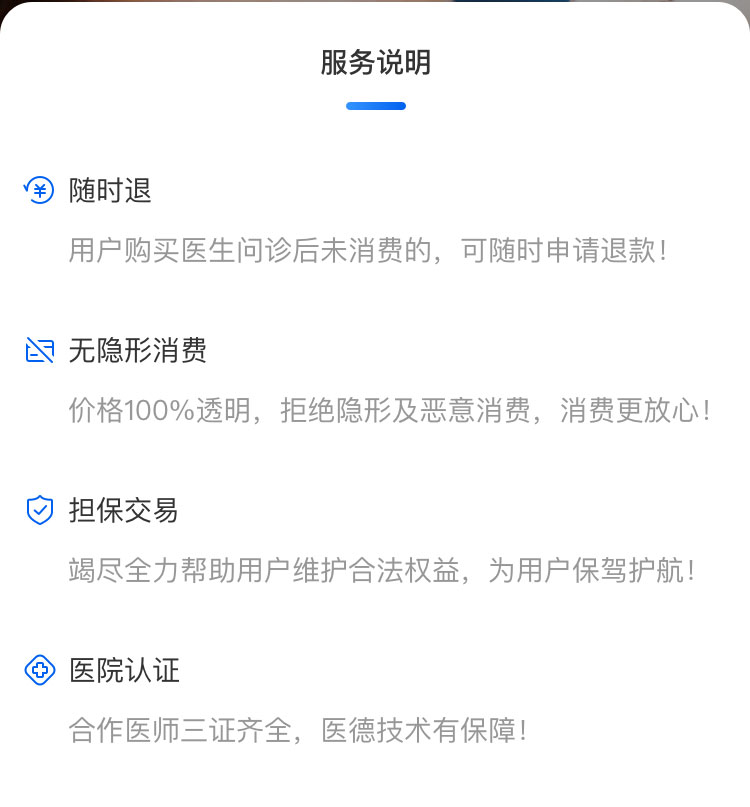 服务说明
随时退
用户购买医生问诊后未消费的，可随时申请退款！
无隐形消费
价格100%透明，拒绝隐形及恶意消费，消费更放心！
担保交易
竭尽全力帮助用户维护合法权益，为用户保驾护航！
医院认证
合作医师三证齐全，医德技术有保障！